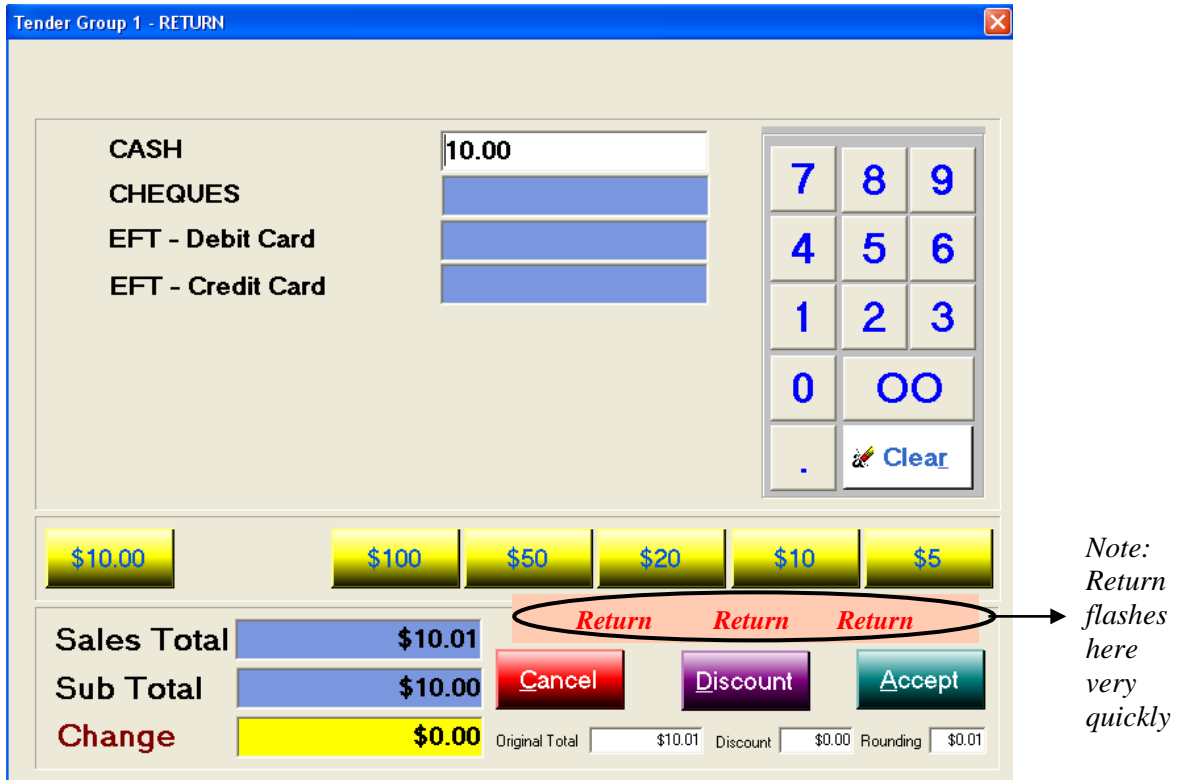 Tender Group 1 - RETURN
CASH 10.00
CHEQUES
EFT - Debit Card
EFT - Credit Card
7 8 9
4 5 6
1 2 3
0 00
. Clear
$10.00 $100 $50 $20 $10 $5
Return Return Return
Sales Total $10.01
Sub Total $10.00
Change $0.00
Cancel Discount Accept
Original Total $10.01 Discount $0.00 Rounding $0.01
Note:
Return
flashes
here
very
quickly